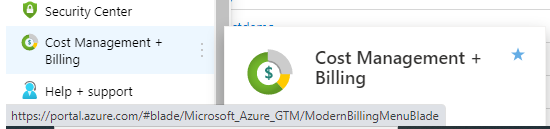 Security Center
Cost Management +
Billing
Help + support
Cost Management +
Billing
https://portal.azure.com/#blade/Microsoft_Azure_GTM/ModernBillingMenuBlade